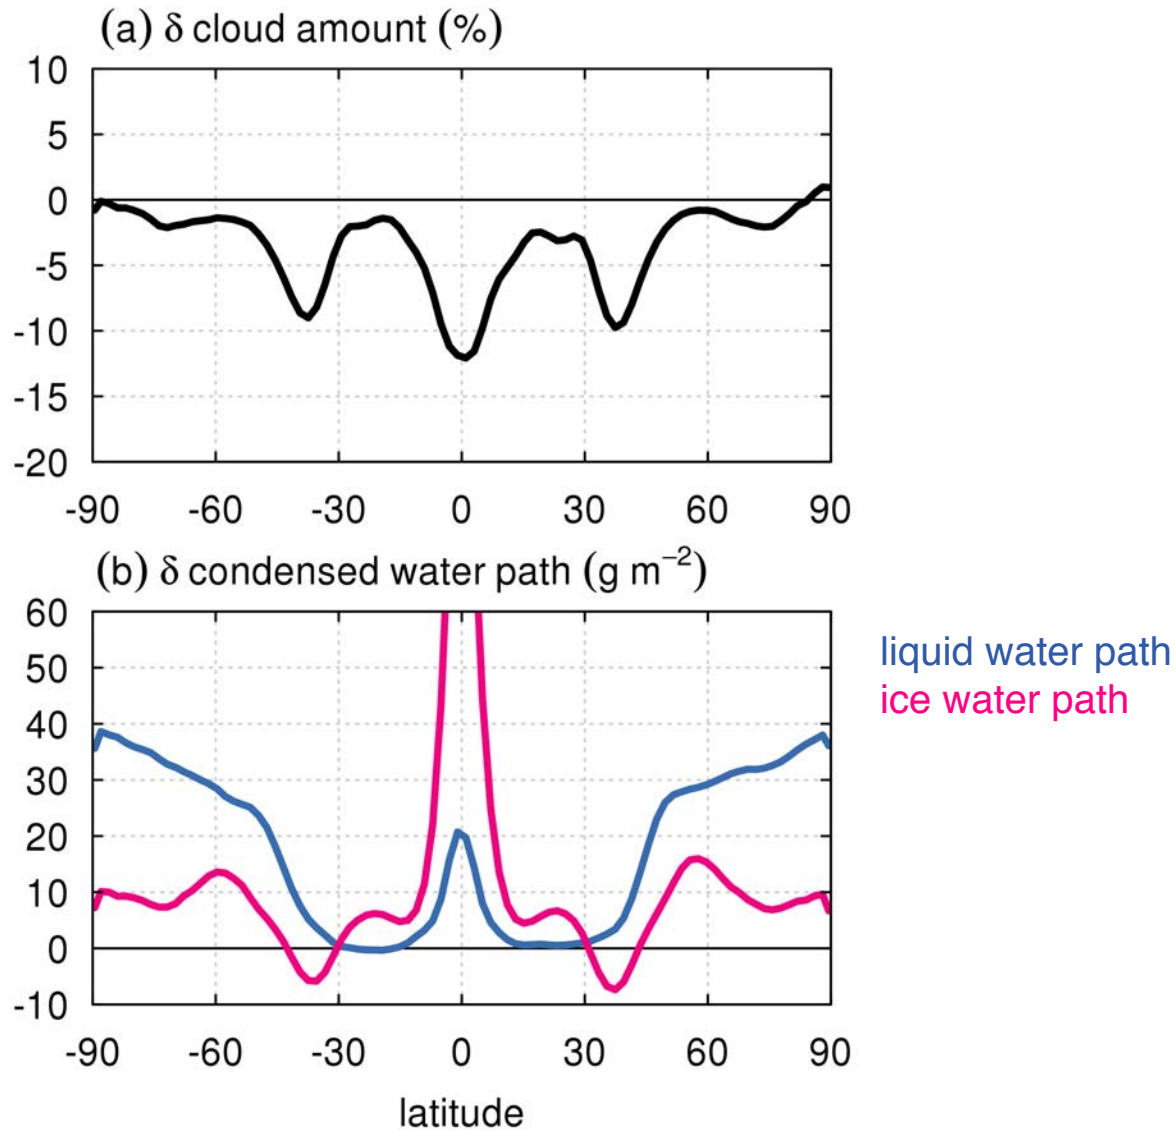 (a) δ cloud amount (%)
10
5
0
-5
-10
-15
-20
-90 -60 -30 0 30 60 90
(b) δ condensed water path (g m⁻²)
60
50
40
30
20
10
0
-10
-90 -60 -30 0 30 60 90
latitude
liquid water path
ice water path